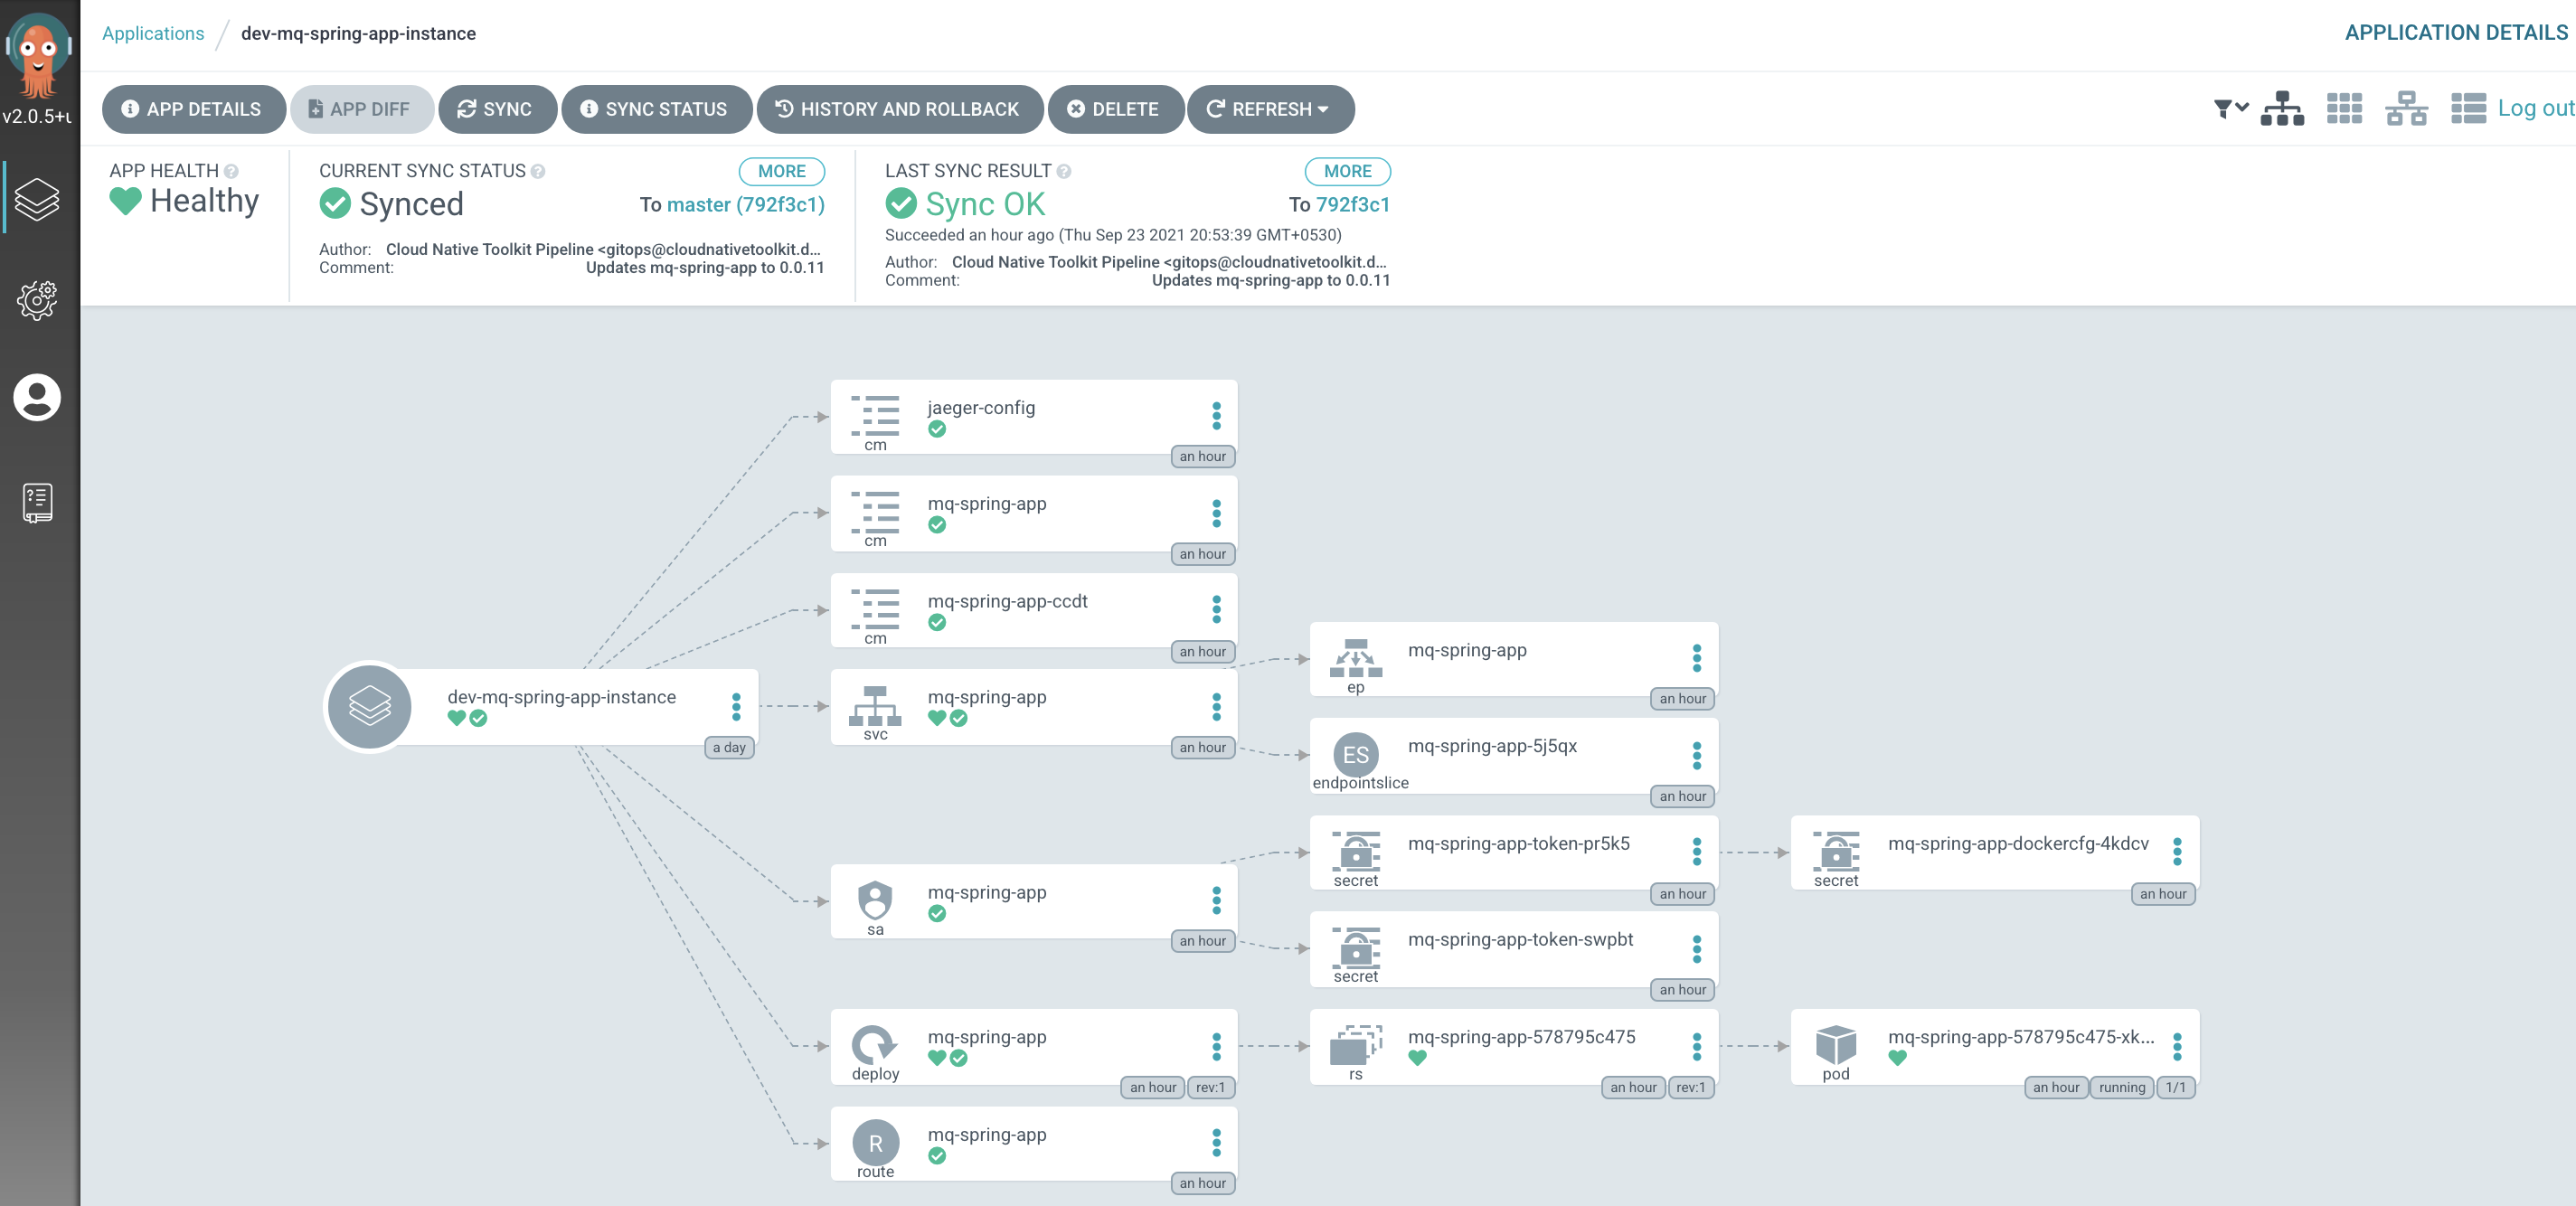 Applications / dev-mq-spring-app-instance
APPLICATION DETAILS
v2.0.5+u
APP DETAILS
APP DIFF
SYNC
SYNC STATUS
HISTORY AND ROLLBACK
DELETE
REFRESH
Log out
APP HEALTH
Healthy
CURRENT SYNC STATUS
MORE
Synced
To master (792f3c1)
Author: Cloud Native Toolkit Pipeline <gitops@cloudnativetoolkit.d...
Comment: Updates mq-spring-app to 0.0.11
LAST SYNC RESULT
MORE
Sync OK
To 792f3c1
Succeeded an hour ago (Thu Sep 23 2021 20:53:39 GMT+0530)
Author: Cloud Native Toolkit Pipeline <gitops@cloudnativetoolkit.d...
Comment: Updates mq-spring-app to 0.0.11
dev-mq-spring-app-instance
a day
jaeger-config
cm
an hour
mq-spring-app
cm
an hour
mq-spring-app-ccdt
cm
an hour
mq-spring-app
svc
an hour
mq-spring-app
ep
an hour
ES
mq-spring-app-5j5qx
endpointslice
an hour
mq-spring-app
sa
an hour
mq-spring-app-token-pr5k5
secret
an hour
mq-spring-app-dockercfg-4kdcv
secret
an hour
mq-spring-app-token-swpbt
secret
an hour
mq-spring-app
deploy
an hour rev:1
mq-spring-app-578795c475
rs
an hour rev:1
mq-spring-app-578795c475-xk...
pod
an hour running 1/1
R
mq-spring-app
route
an hour